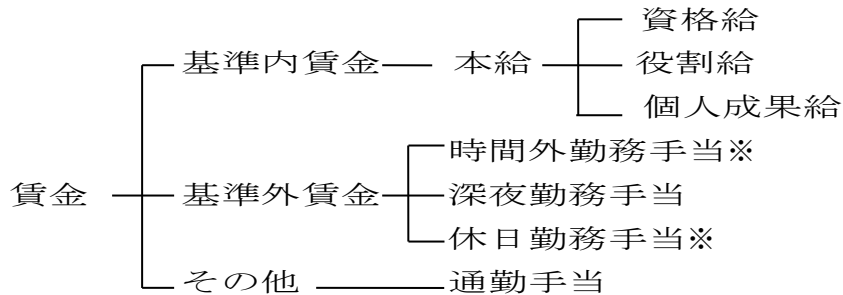 資格給
基準内賃金 本給 役割給
個人成果給
時間外勤務手当※
賃金 基準外賃金 深夜勤務手当
休日勤務手当※
その他 通勤手当